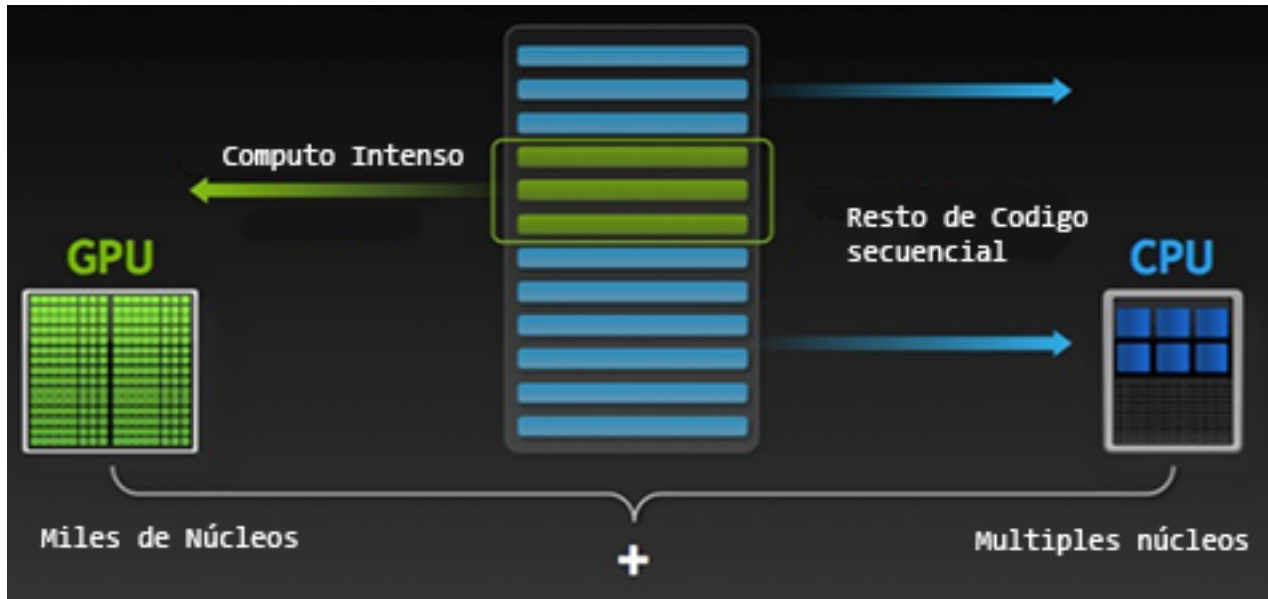 Computo Intenso
Resto de Codigo
secuencial
GPU
CPU
Miles de Núcleos
Multiples núcleos
+